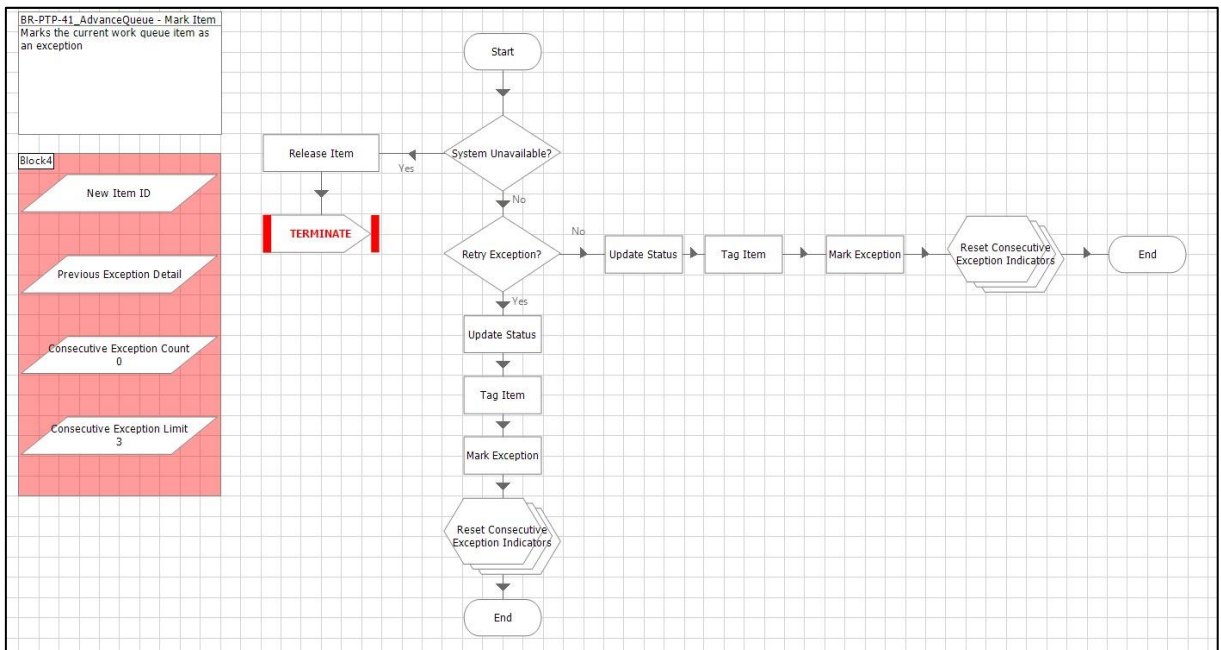 BR-PTP-41_AdvanceQueue - Mark Item
Marks the current work queue item as
an exception
Start
System Unavailable?
Yes
Release Item
TERMINATE
No
Block4
New Item ID
Previous Exception Detail
Consecutive Exception Count
0
Consecutive Exception Limit
3
Retry Exception?
No
Update Status
Tag Item
Mark Exception
Reset Consecutive
Exception Indicators
End
Yes
Update Status
Tag Item
Mark Exception
Reset Consecutive
Exception Indicators
End